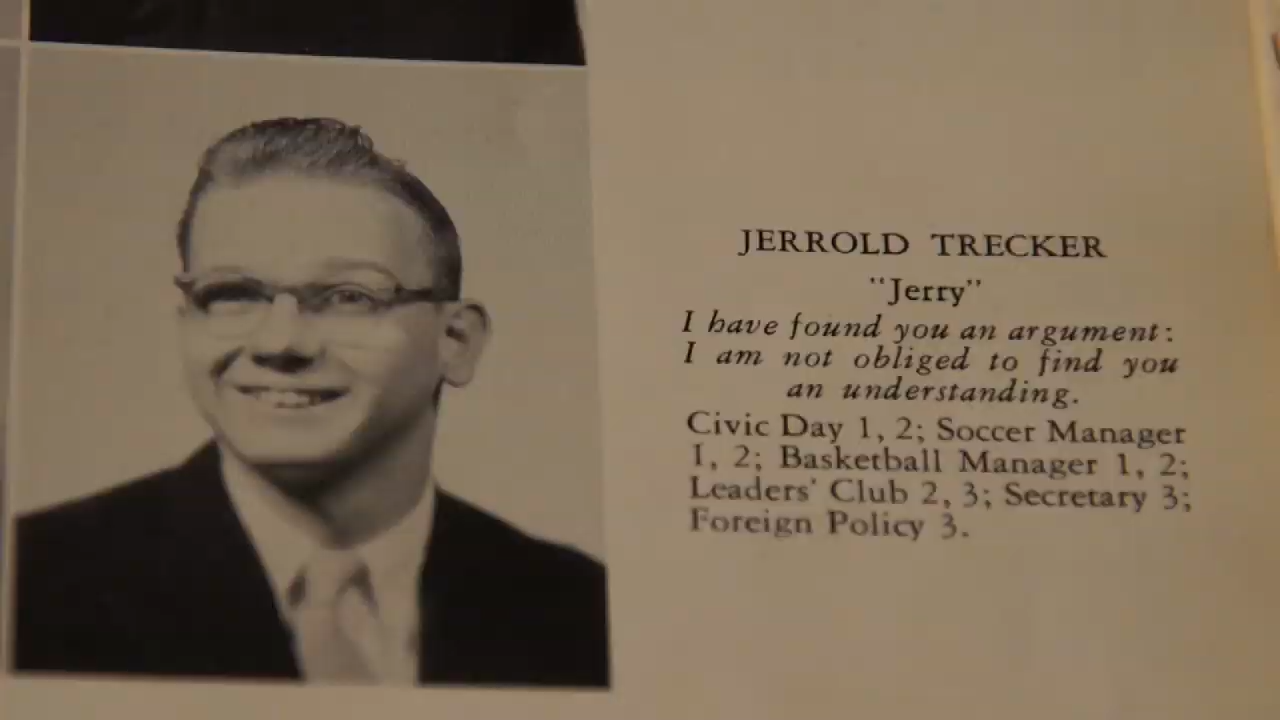 JERROLD TRECKER
"Jerry"
I have found you an argument:
I am not obliged to find you
an understanding.
Civic Day 1, 2; Soccer Manager
1, 2; Basketball Manager 1, 2;
Leaders' Club 2, 3; Secretary 3;
Foreign Policy 3.